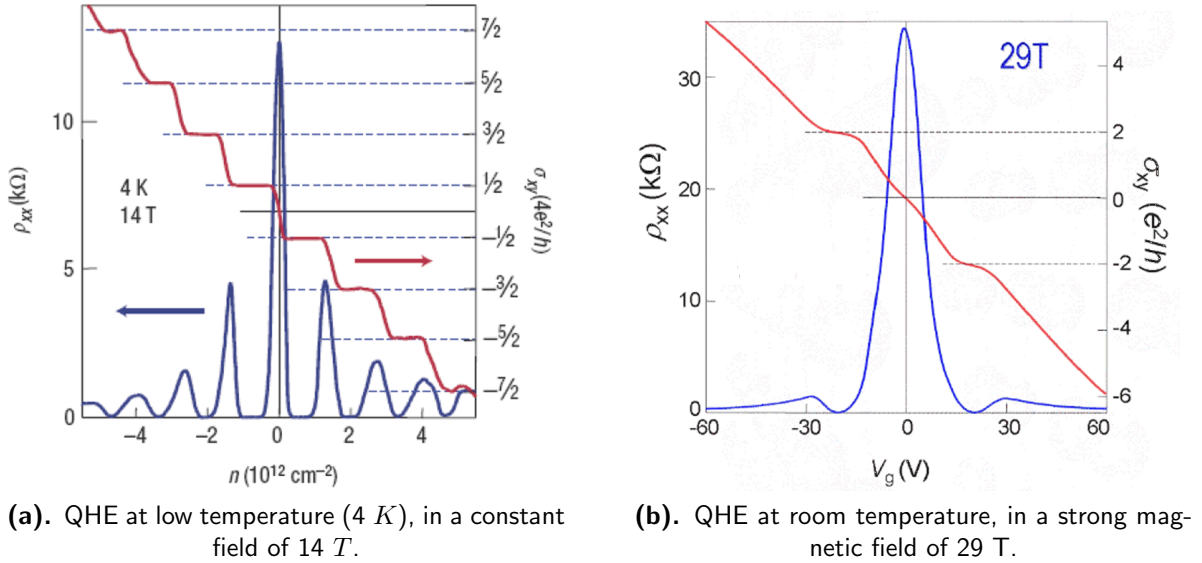 7/2
5/2
10
3/2
4 K
14 T
1/2
ρxx (kΩ)
σxy(4e²/h)
−1/2
5
−3/2
−5/2
−7/2
0
−4 −2 0 2 4
n (10¹² cm⁻²)
29T
30
4
2
20
ρxx (kΩ)
0
σxy (e²/h)
-2
10
-4
0
-6
-60 -30 0 30 60
Vg (V)
(a). QHE at low temperature (4 K), in a constant
field of 14 T.
(b). QHE at room temperature, in a strong mag-
netic field of 29 T.